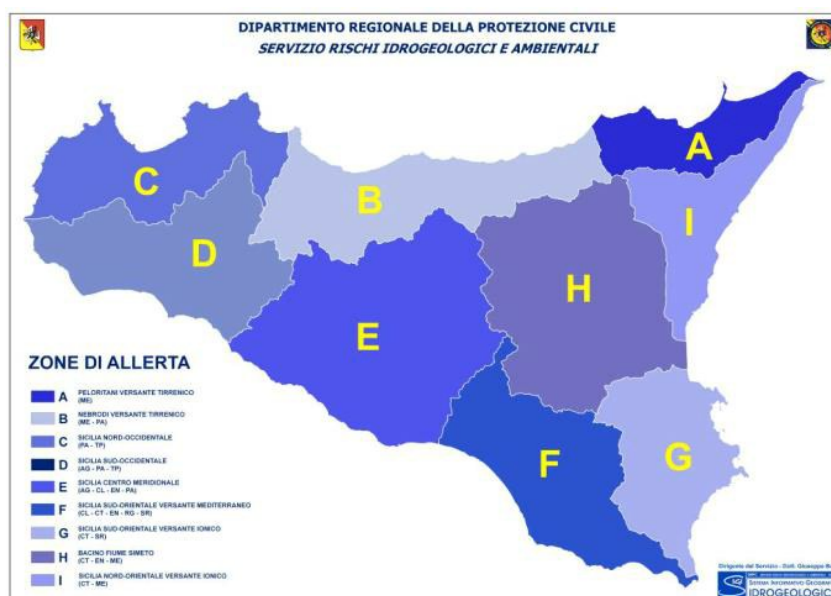 DIPARTIMENTO REGIONALE DELLA PROTEZIONE CIVILE
SERVIZIO RISCHI IDROGEOLOGICI E AMBIENTALI
A
C
B
I
D
H
E
F
G
ZONE DI ALLERTA
A PELORITANI VERSANTE TIRRENICO
(ME)
B NEBRODI VERSANTE TIRRENICO
(ME - PA)
C SICILIA NORD-OCCIDENTALE
(PA - TP)
D SICILIA SUD-OCCIDENTALE
(AG - PA - TP)
E SICILIA CENTRO MERIDIONALE
(AG - CL - EN - PA)
F SICILIA SUD-ORIENTALE VERSANTE MEDITERRANEO
(CL - CT - EN - RG - SR)
G SICILIA SUD-ORIENTALE VERSANTE IONICO
(CT - SR)
H BACINO FIUME SIMETO
(CT - EN - ME)
I SICILIA NORD-ORIENTALE VERSANTE IONICO
(CT - ME)
Dirigente del Servizio - Dott. Giuseppe
SISTEMA INFORMATIVO
IDROGEOLOGIC